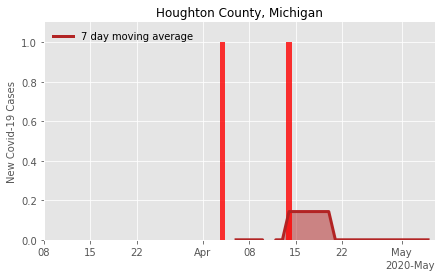 Houghton County, Michigan
7 day moving average
New Covid-19 Cases
1.0
0.8
0.6
0.4
0.2
0.0
08 15 22 Apr 08 15 22 May
2020-May